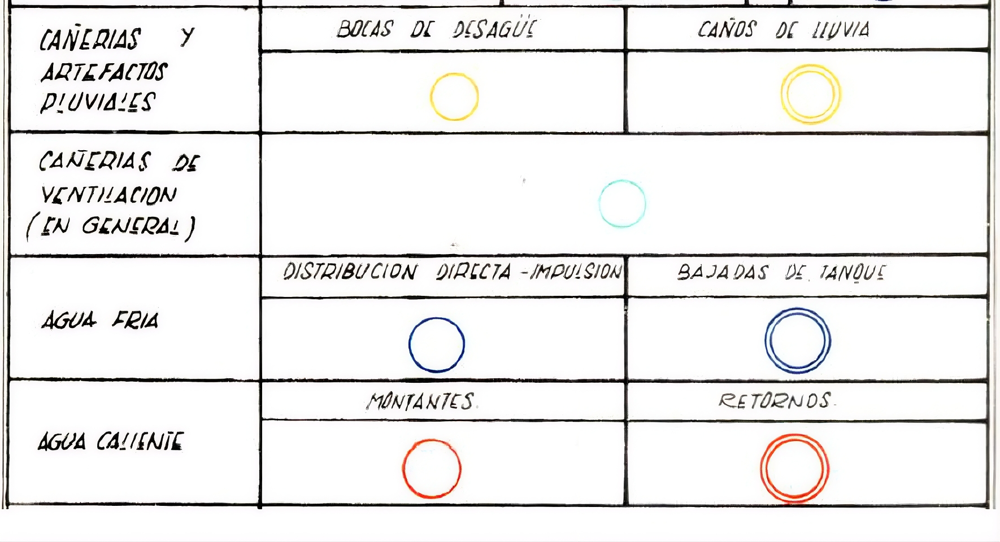 CAÑERIAS Y
ARTEFACTOS
PLUVIALES
BOCAS DE DESAGÜE
CAÑOS DE LLUVIA
CAÑERIAS DE
VENTILACION
(EN GENERAL)
AGUA FRIA
DISTRIBUCION DIRECTA - IMPULSION
BAJADAS DE TANQUE
AGUA CALIENTE
MONTANTES.
RETORNOS.